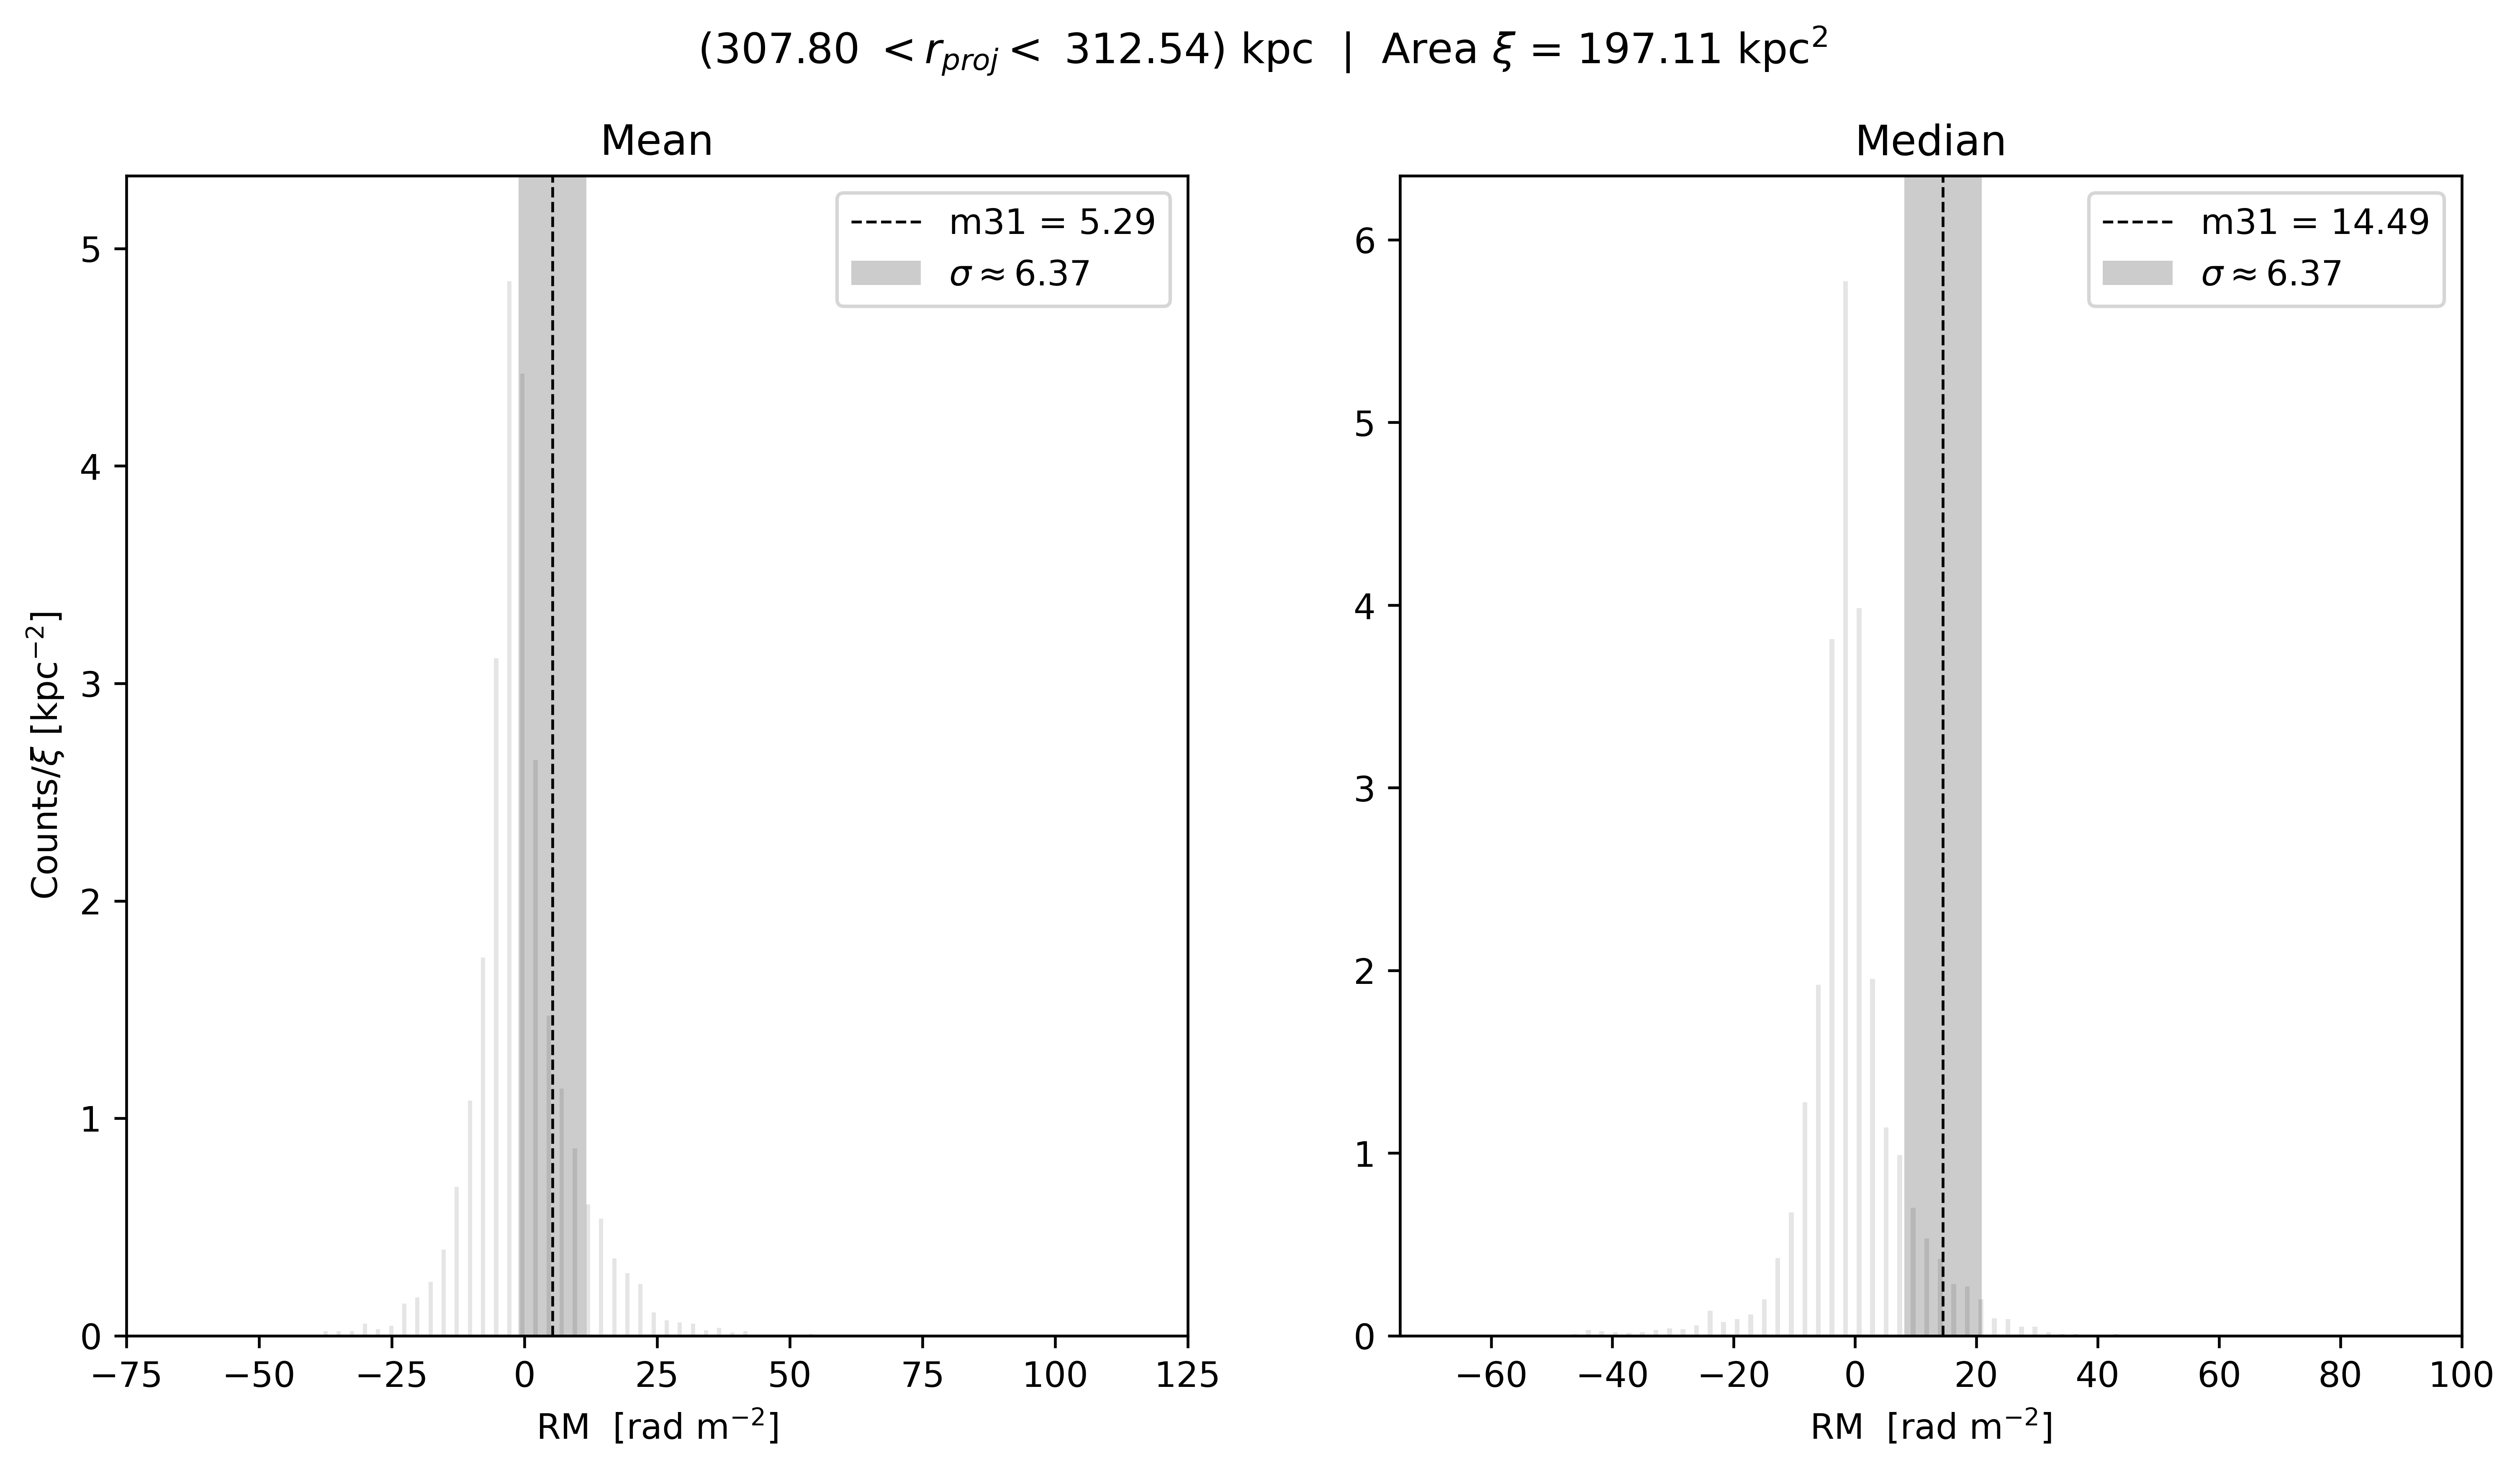 (307.80 < r_proj < 312.54) kpc | Area ξ = 197.11 kpc²
Mean
m31 = 5.29
σ ≈ 6.37
5
4
3
2
1
0
Counts/ξ [kpc⁻²]
−75 −50 −25 0 25 50 75 100 125
RM [rad m⁻²]
Median
m31 = 14.49
σ ≈ 6.37
6
5
4
3
2
1
0
−60 −40 −20 0 20 40 60 80 100
RM [rad m⁻²]